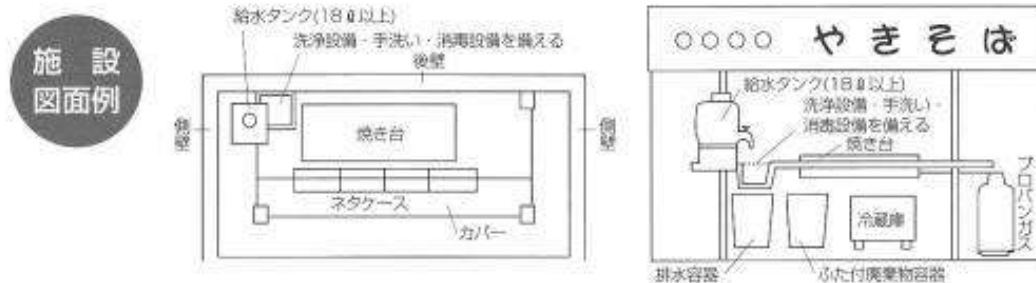 施設
図面例
給水タンク(18ℓ以上)
洗浄設備・手洗い・消毒設備を備える
後壁
側壁
焼き台
側壁
ネタケース
カバー
○○○○ やきそば
給水タンク(18ℓ以上)
洗浄設備・手洗い・
消毒設備を備える
焼き台
プロパンガス
冷蔵庫
排水容器
ふた付廃棄物容器